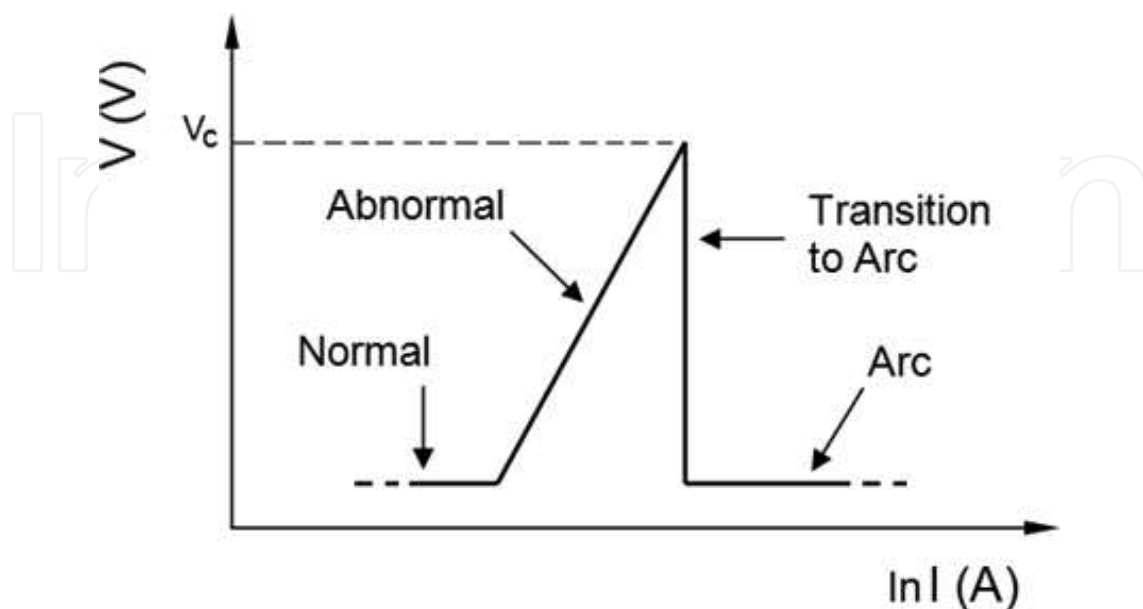 V (V)
Vc
Abnormal
Transition
to Arc
Normal
Arc
ln I (A)